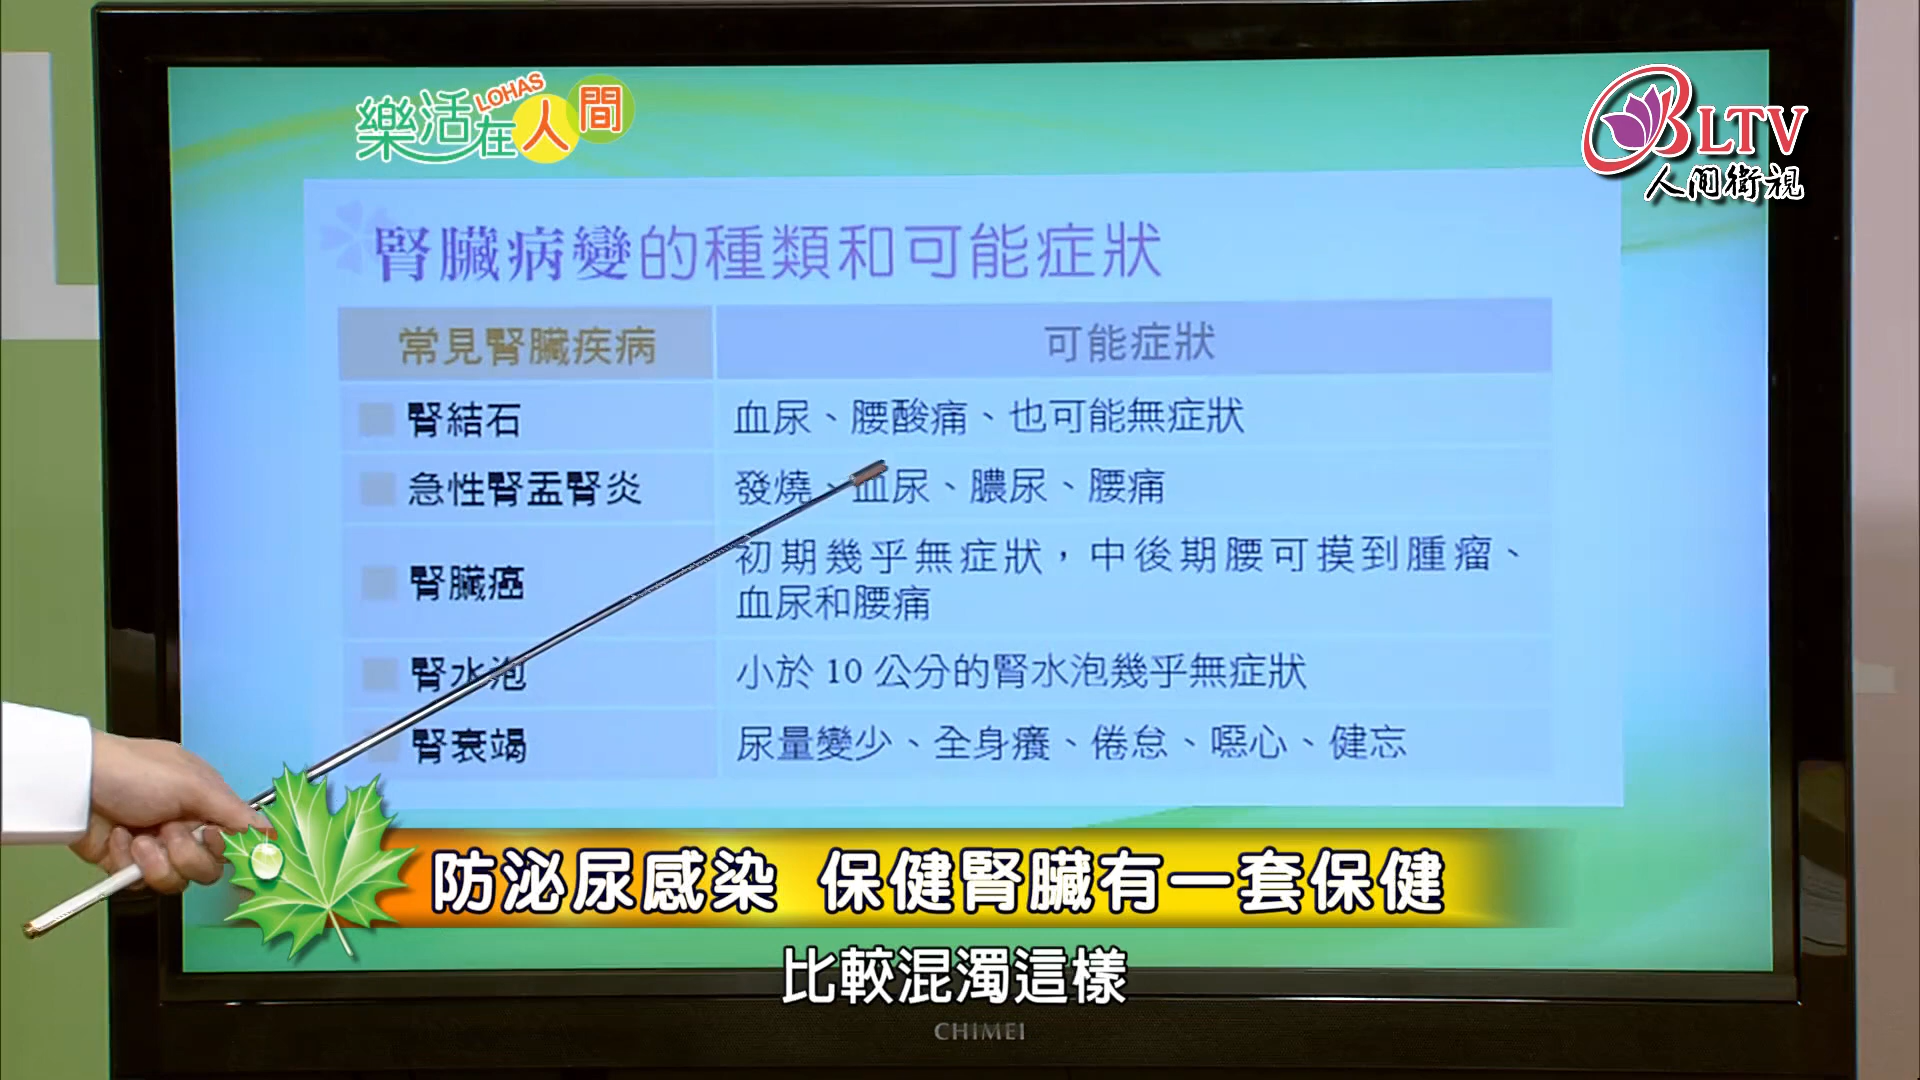 樂活在人間
LOHAS
BLTV
人間衛視
腎臟病變的種類和可能症狀
常見腎臟疾病
可能症狀
腎結石
血尿、腰酸痛、也可能無症狀
急性腎盂腎炎
發燒、血尿、膿尿、腰痛
腎臟癌
初期幾乎無症狀，中後期腰可摸到腫瘤、
血尿和腰痛
腎水泡
小於 10 公分的腎水泡幾乎無症狀
腎衰竭
尿量變少、全身癢、倦怠、噁心、健忘
防泌尿感染 保健腎臟有一套保健
比較混濁這樣
CHIMEI